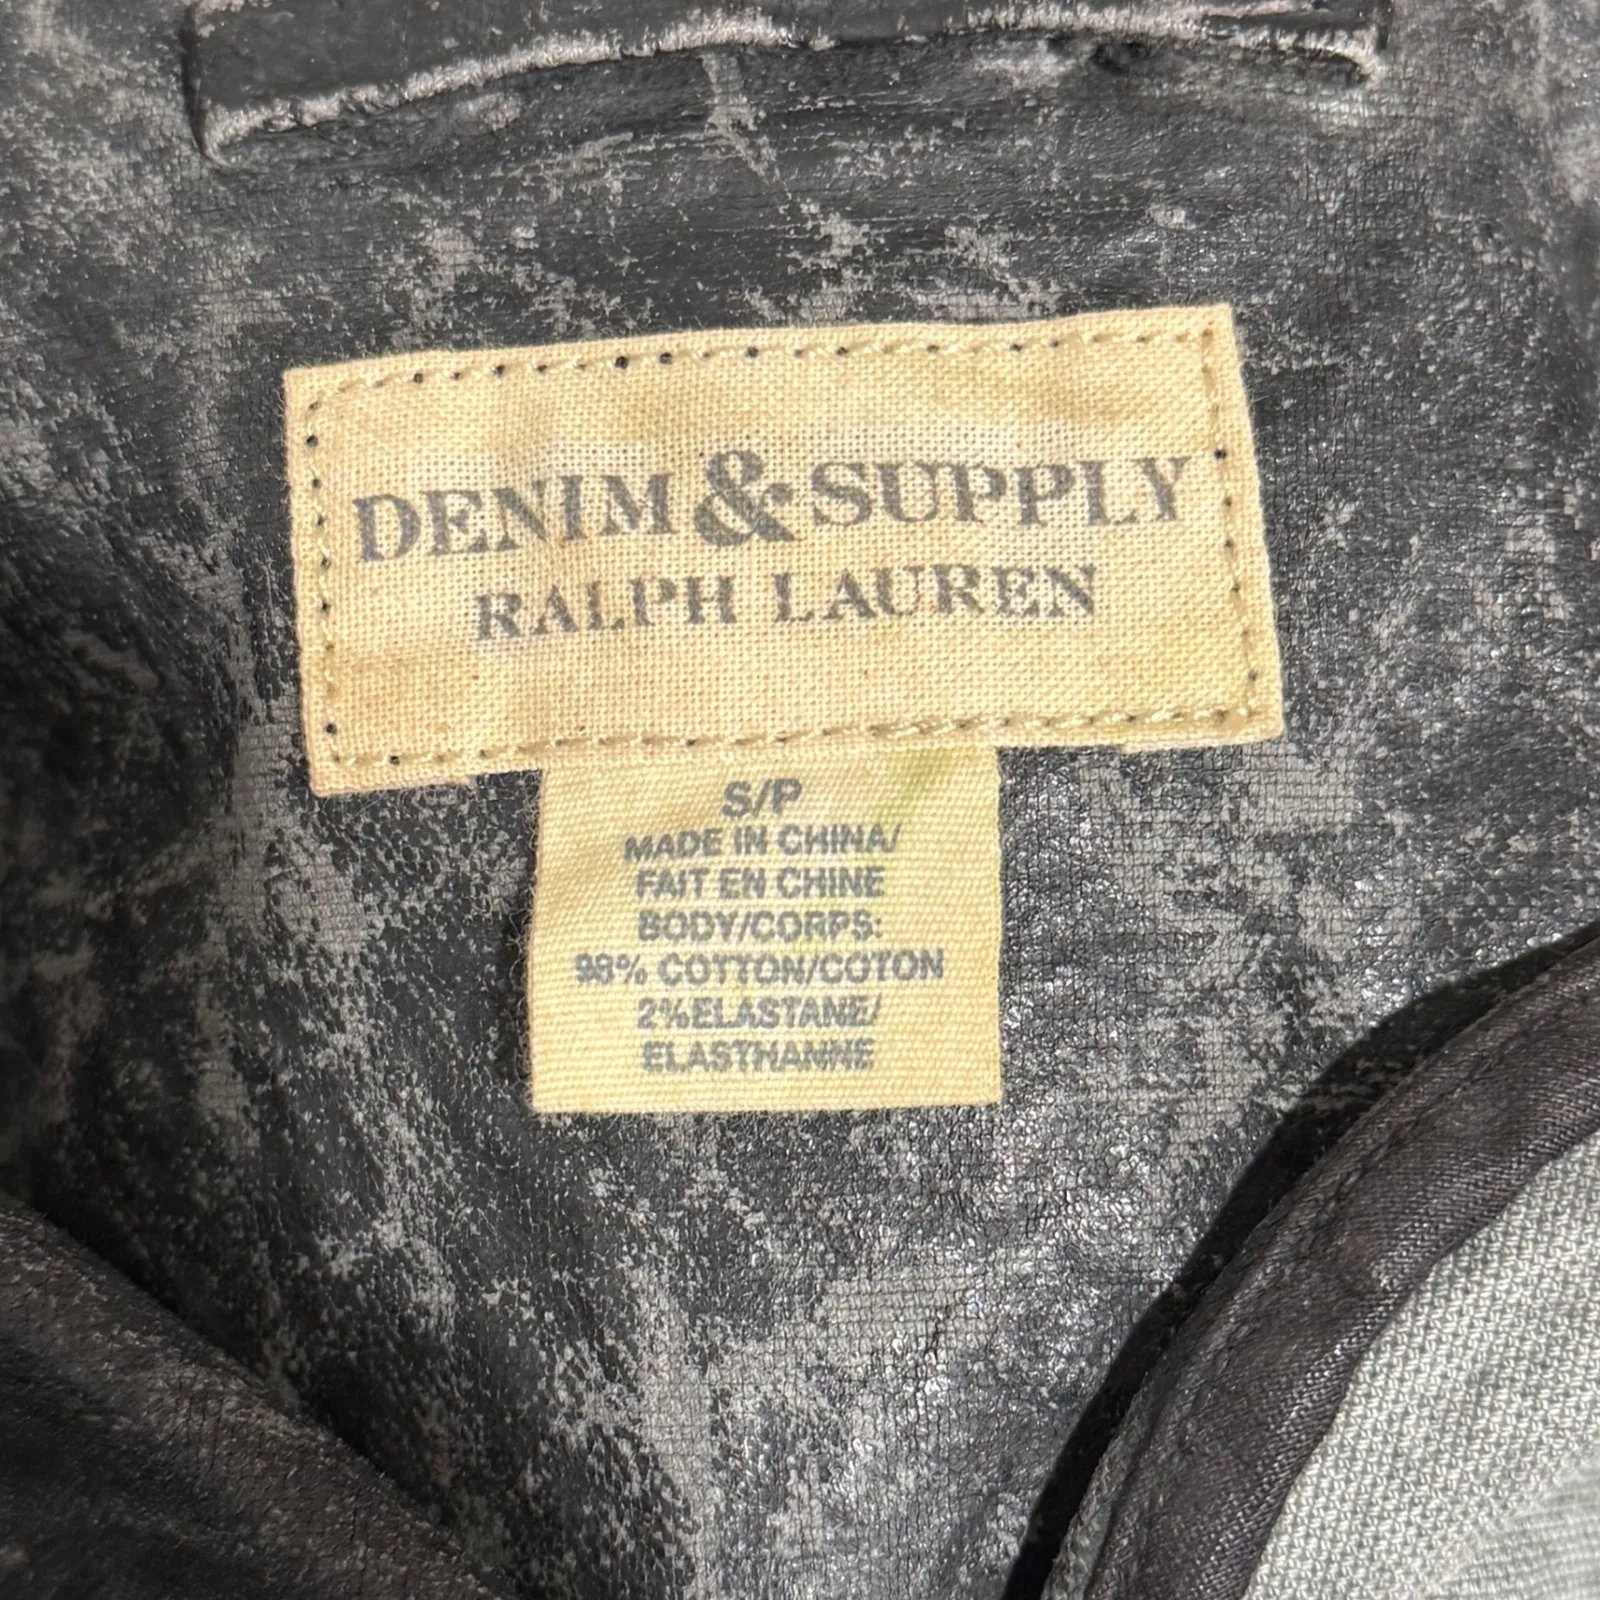 DENIM & SUPPLY
RALPH LAUREN
S/P
MADE IN CHINA/
FAIT EN CHINE
BODY/CORPS:
98% COTTON/COTON
2%ELASTANE/
ELASTHANNE